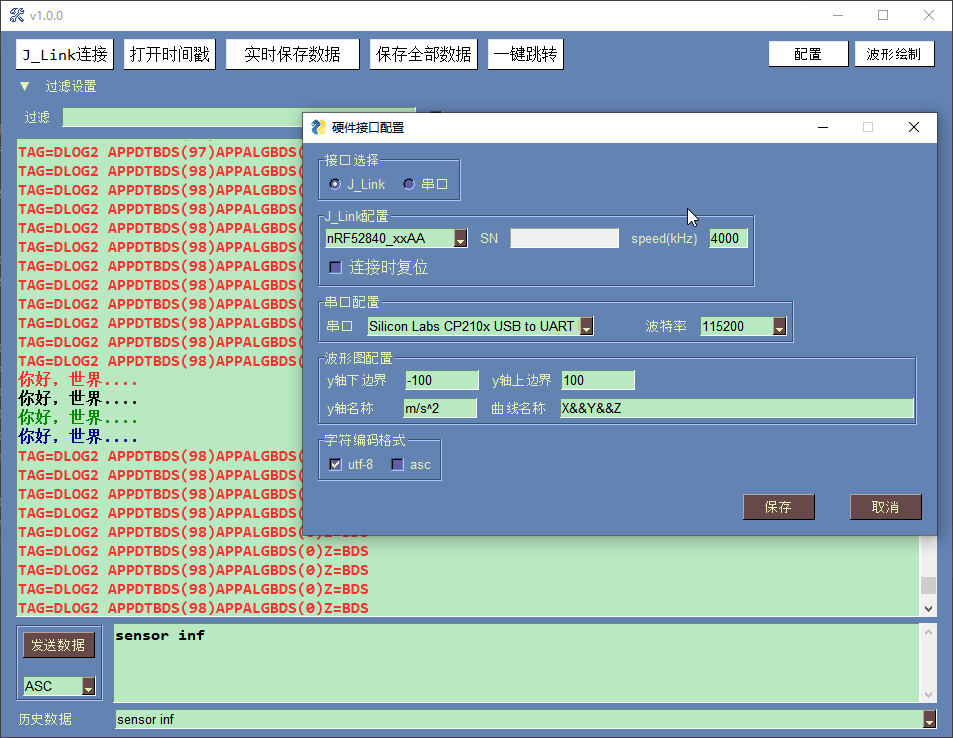 v1.0.0
J_Link连接 打开时间戳 实时保存数据 保存全部数据 一键跳转 配置 波形绘制
▼ 过滤设置
过滤
硬件接口配置
接口选择
J_Link 串口
J_Link配置
nRF52840_xxAA SN speed(kHz) 4000
连接时复位
串口配置
串口 Silicon Labs CP210x USB to UART 波特率 115200
波形图配置
y轴下边界 -100 y轴上边界 100
y轴名称 m/s^2 曲线名称 X&&Y&&Z
字符编码格式
utf-8 asc
保存 取消
TAG=DLOG2 APPDTBDS(97)APPALGBDS(
TAG=DLOG2 APPDTBDS(98)APPALGBDS(
TAG=DLOG2 APPDTBDS(98)APPALGBDS(
TAG=DLOG2 APPDTBDS(98)APPALGBDS(
TAG=DLOG2 APPDTBDS(98)APPALGBDS(
TAG=DLOG2 APPDTBDS(98)APPALGBDS(
TAG=DLOG2 APPDTBDS(98)APPALGBDS(
TAG=DLOG2 APPDTBDS(98)APPALGBDS(
TAG=DLOG2 APPDTBDS(98)APPALGBDS(
TAG=DLOG2 APPDTBDS(98)APPALGBDS(
TAG=DLOG2 APPDTBDS(98)APPALGBDS(
TAG=DLOG2 APPDTBDS(98)APPALGBDS(
你好，世界....
你好，世界....
你好，世界....
你好，世界....
TAG=DLOG2 APPDTBDS(98)APPALGBDS(
TAG=DLOG2 APPDTBDS(98)APPALGBDS(
TAG=DLOG2 APPDTBDS(98)APPALGBDS(
TAG=DLOG2 APPDTBDS(98)APPALGBDS(
TAG=DLOG2 APPDTBDS(98)APPALGBDS(0)Z=BDS
TAG=DLOG2 APPDTBDS(98)APPALGBDS(0)Z=BDS
TAG=DLOG2 APPDTBDS(98)APPALGBDS(0)Z=BDS
TAG=DLOG2 APPDTBDS(98)APPALGBDS(0)Z=BDS
TAG=DLOG2 APPDTBDS(98)APPALGBDS(0)Z=BDS
发送数据 sensor inf
ASC
历史数据 sensor inf